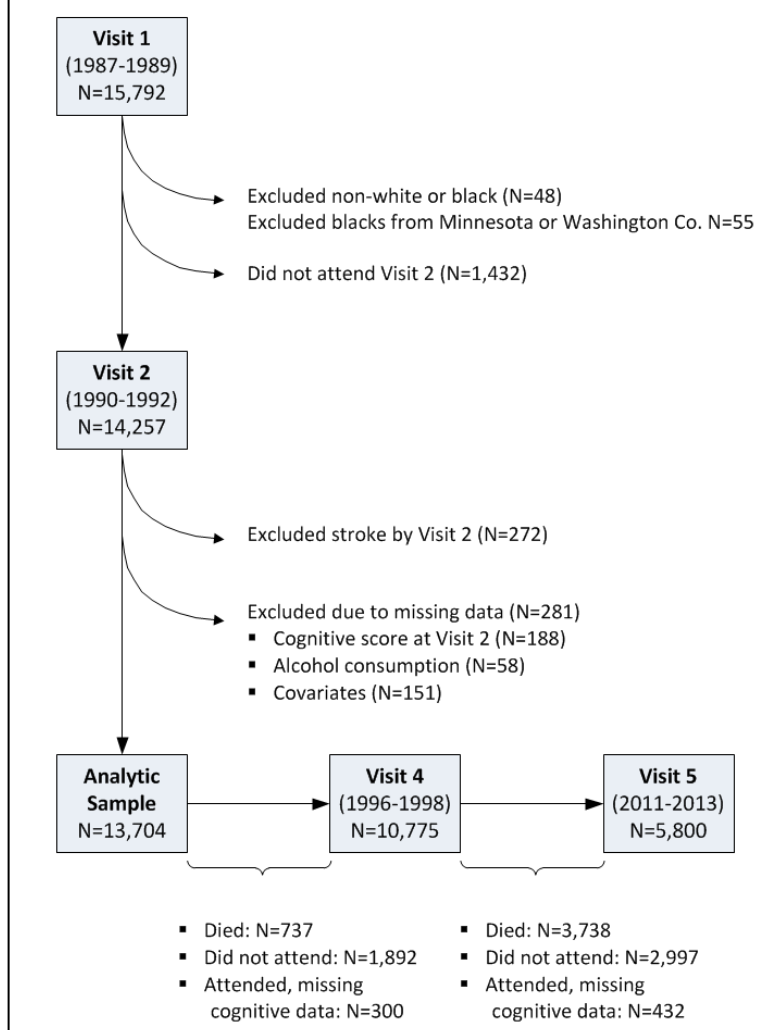 Visit 1
(1987-1989)
N=15,792
Excluded non-white or black (N=48)
Excluded blacks from Minnesota or Washington Co. N=55
Did not attend Visit 2 (N=1,432)
Visit 2
(1990-1992)
N=14,257
Excluded stroke by Visit 2 (N=272)
Excluded due to missing data (N=281)
▪ Cognitive score at Visit 2 (N=188)
▪ Alcohol consumption (N=58)
▪ Covariates (N=151)
Analytic
Sample
N=13,704
Visit 4
(1996-1998)
N=10,775
Visit 5
(2011-2013)
N=5,800
▪ Died: N=737
▪ Did not attend: N=1,892
▪ Attended, missing
cognitive data: N=300
▪ Died: N=3,738
▪ Did not attend: N=2,997
▪ Attended, missing
cognitive data: N=432